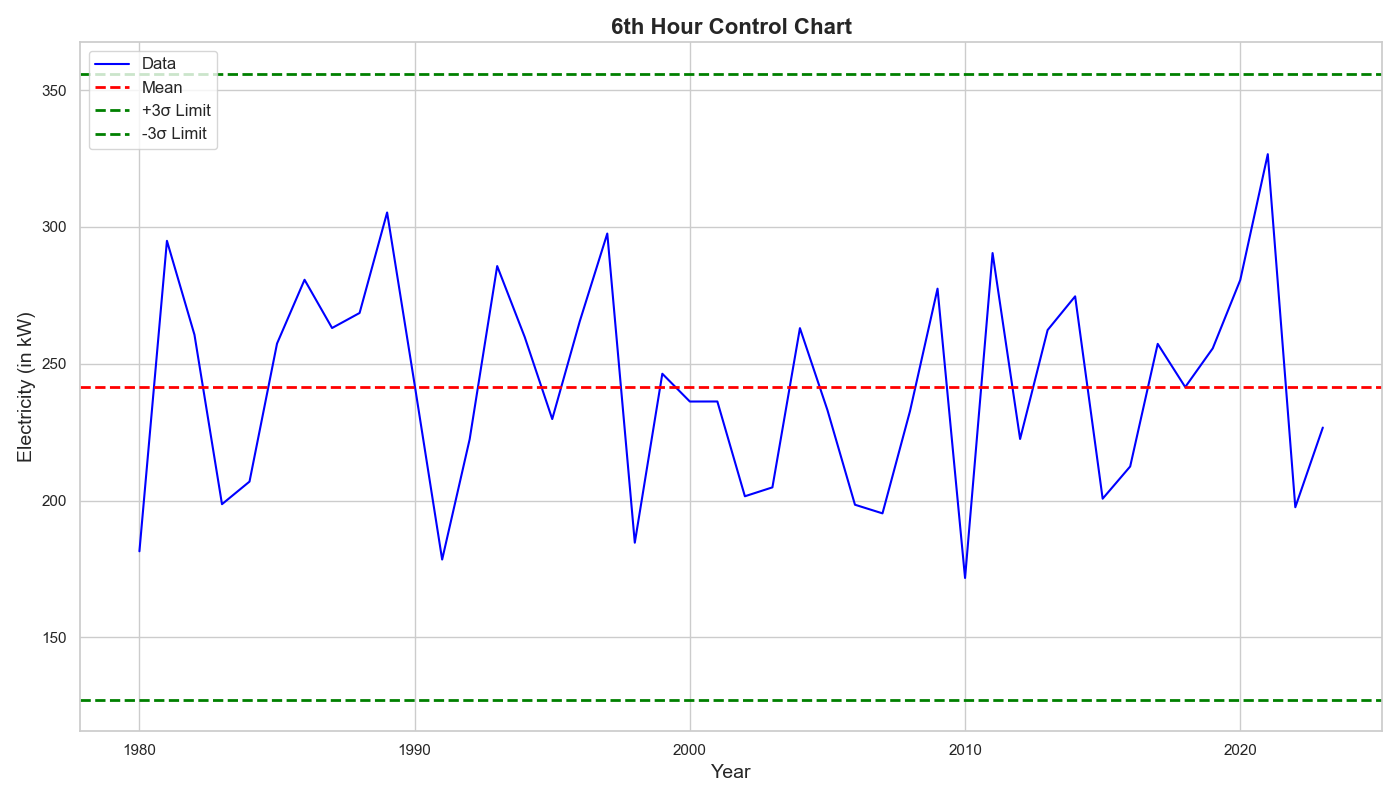 6th Hour Control Chart
Data
Mean
+3σ Limit
-3σ Limit
350
300
250
200
150
Electricity (in kW)
1980
1990
2000
2010
2020
Year